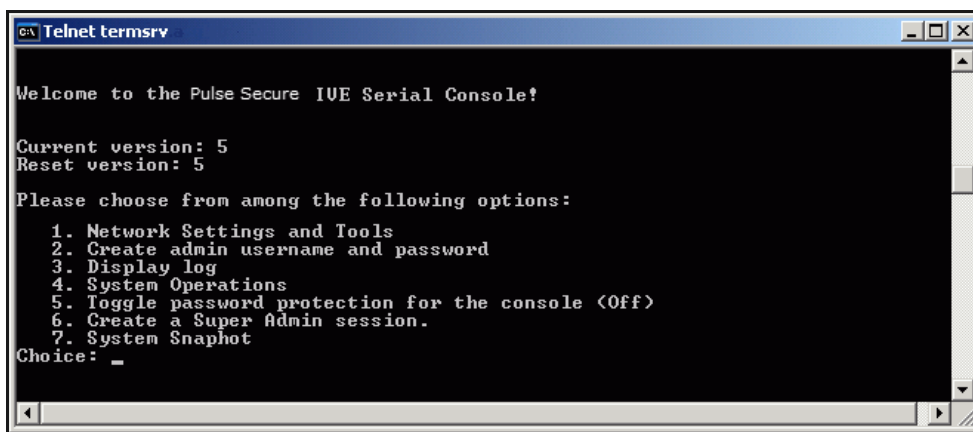 Telnet termsrv
Welcome to the Pulse Secure IVE Serial Console!
Current version: 5
Reset version: 5
Please choose from among the following options:
1. Network Settings and Tools
2. Create admin username and password
3. Display log
4. System Operations
5. Toggle password protection for the console (Off)
6. Create a Super Admin session.
7. System Snaphot
Choice: _